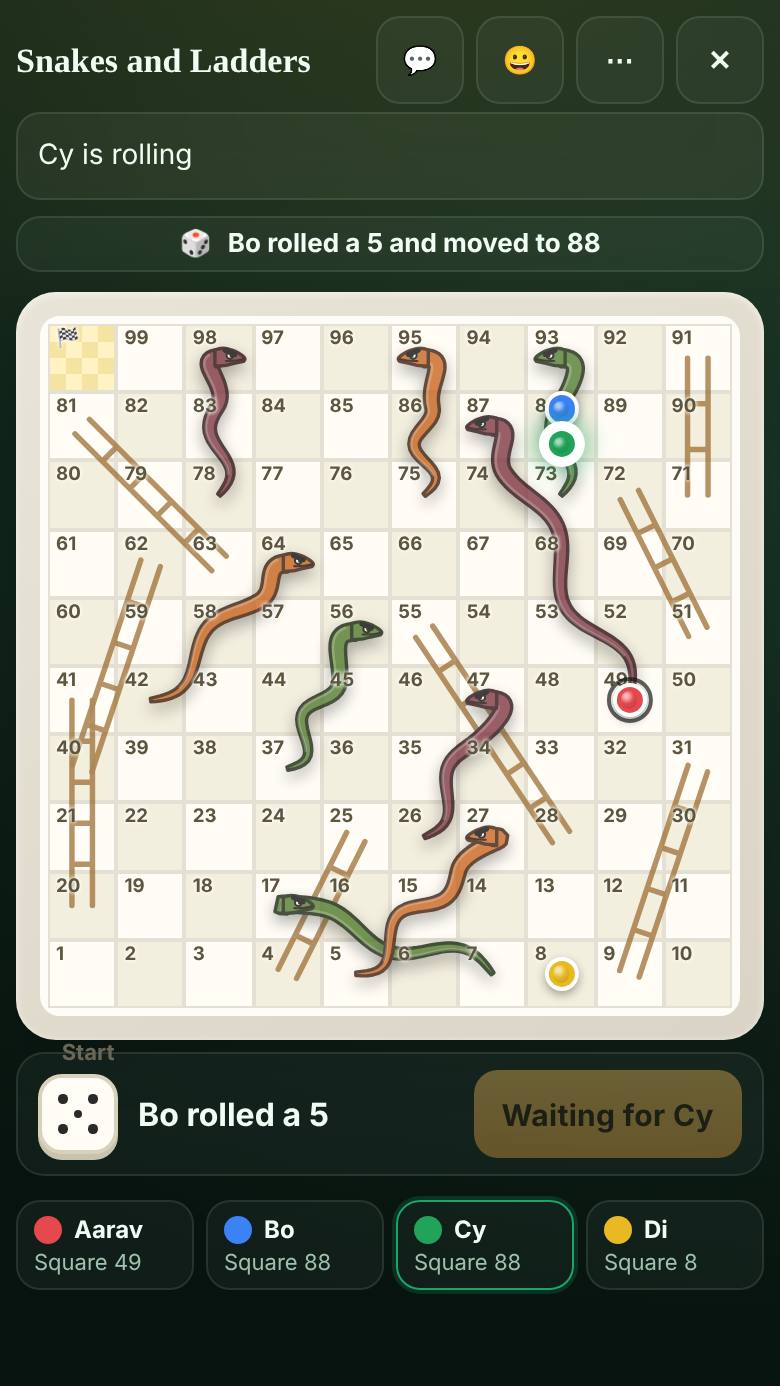 Snakes and Ladders
Cy is rolling
Bo rolled a 5 and moved to 88
99 98 97 96 95 94 93 92 91
81 82 83 84 85 86 87 89 90
80 79 78 77 76 75 74 73 72 71
61 62 63 64 65 66 67 68 69 70
60 59 58 57 56 55 54 53 52 51
41 42 43 44 45 46 47 48 49 50
40 39 38 37 36 35 34 33 32 31
21 22 23 24 25 26 27 28 29 30
20 19 18 17 16 15 14 13 12 11
1 2 3 4 5 6 7 8 9 10
Start
Bo rolled a 5
Waiting for Cy
Aarav
Square 49
Bo
Square 88
Cy
Square 88
Di
Square 8